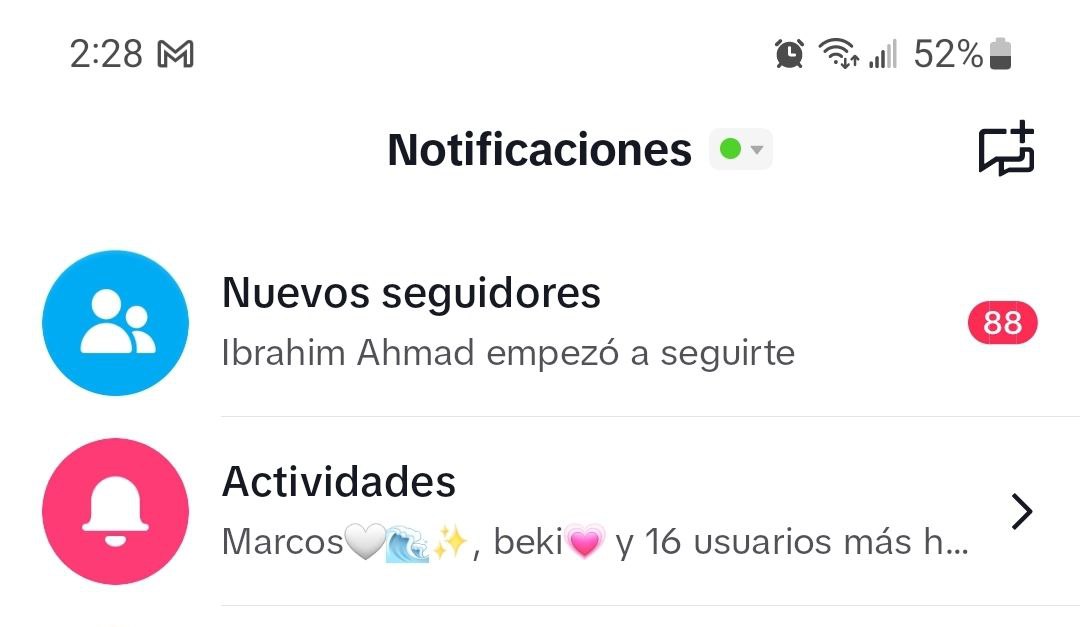 2:28 52%
Notificaciones
Nuevos seguidores
88
Ibrahim Ahmad empezó a seguirte
Actividades
Marcos🤍🌊✨, beki💗 y 16 usuarios más h...